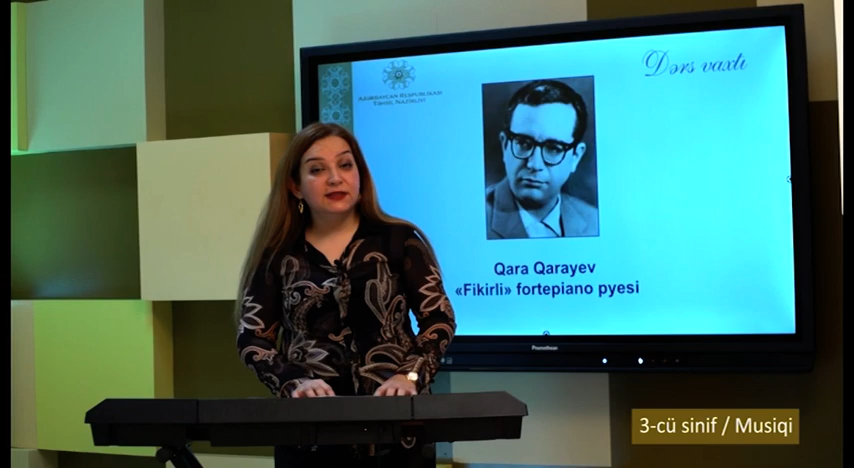 Dərs vaxtı
AZƏRBAYCAN RESPUBLİKASI
TƏHSİL NAZİRLİYİ
Qara Qarayev
«Fikirli» fortepiano pyesi
Promethean
3-cü sinif / Musiqi